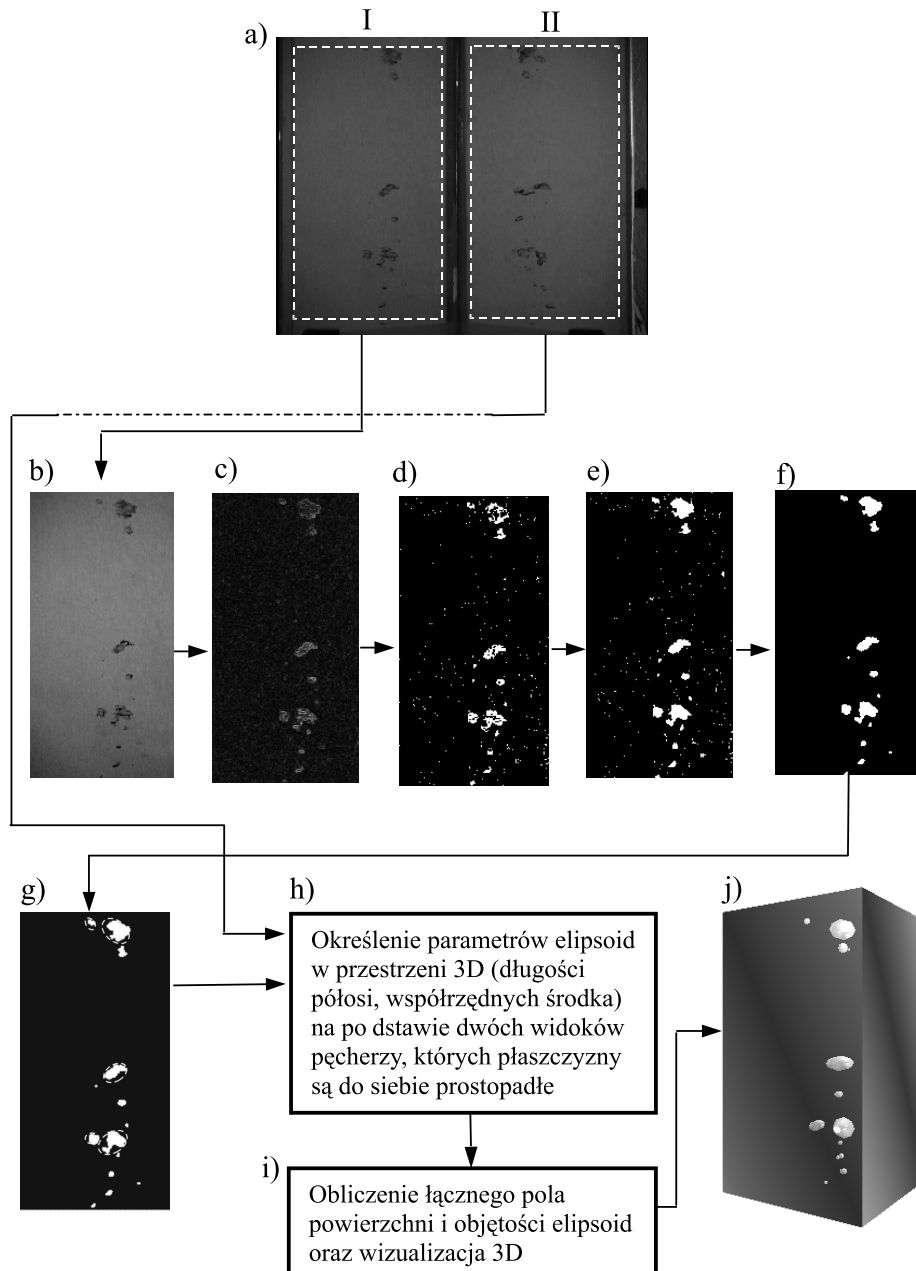 I
II
a)
b)
c)
d)
e)
f)
g)
h)
Określenie parametrów elipsoid
w przestrzeni 3D (długości
półosi, współrzędnych środka)
na po dstawie dwóch widoków
pęcherzy, których płaszczyzny
są do siebie prostopadłe
i)
Obliczenie łącznego pola
powierzchni i objętości elipsoid
oraz wizualizacja 3D
j)